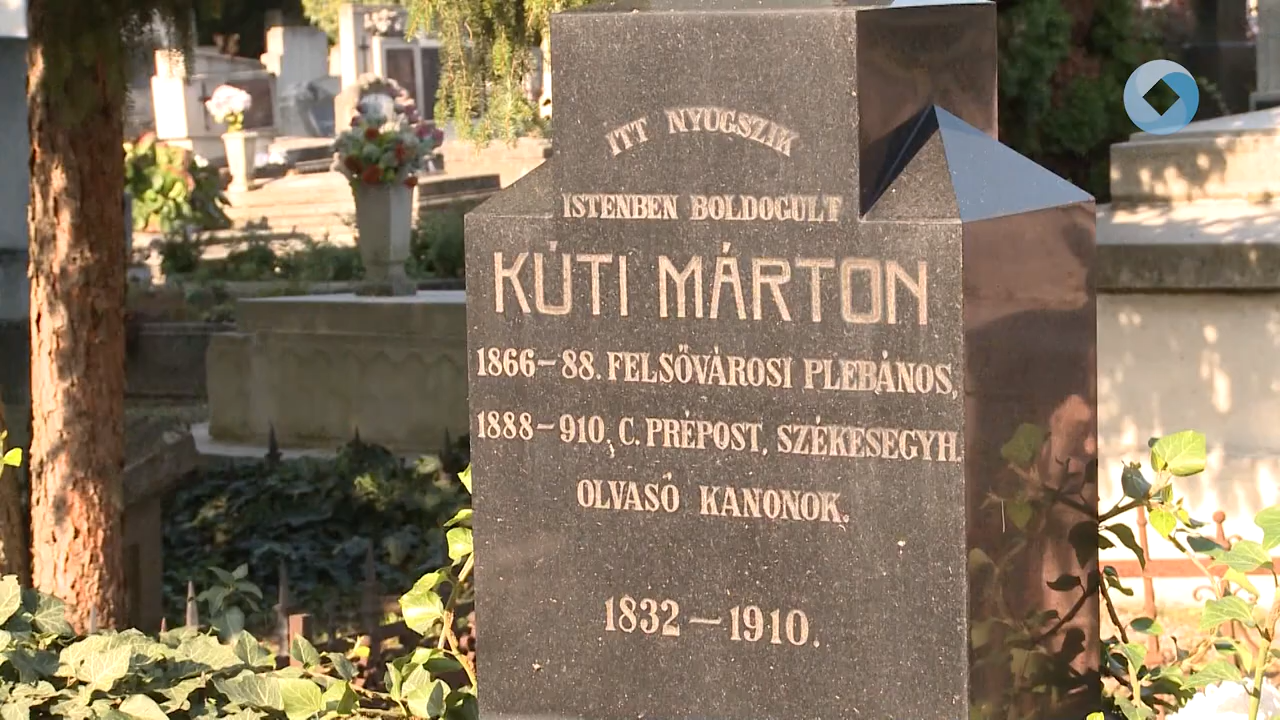 ITT NYUGSZIK
ISTENBEN BOLDOGULT
KÚTI MÁRTON
1866–88. FELSŐVÁROSI PLEBÁNOS,
1888–910, C. PRÉPOST, SZÉKESEGYH.
OLVASÓ KANONOK.
1832–1910.